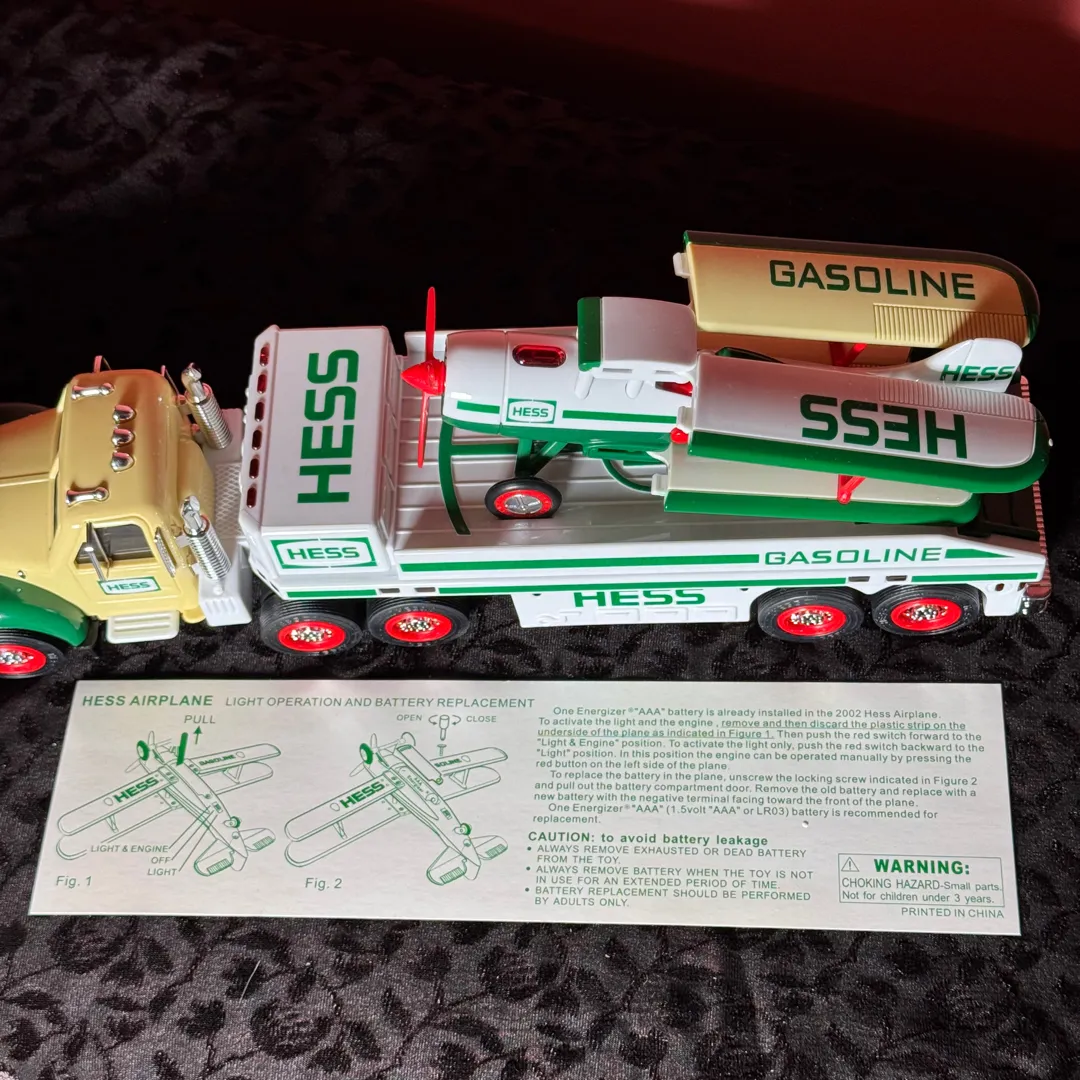 GASOLINE
HESS
HESS
HESS
HESS
HESS
HESS
GASOLINE
HESS
HESS AIRPLANE LIGHT OPERATION AND BATTERY REPLACEMENT
PULL
OPEN CLOSE
GASOLINE
HESS
LIGHT & ENGINE
OFF
LIGHT
Fig. 1
OLINE
HESS
Fig. 2
One Energizer®"AAA" battery is already installed in the 2002 Hess Airplane.
To activate the light and the engine , remove and then discard the plastic strip on the
underside of the plane as indicated in Figure 1. Then push the red switch forward to the
"Light & Engine" position. To activate the light only, push the red switch backward to the
"Light" position. In this position the engine can be operated manually by pressing the
red button on the left side of the plane.
To replace the battery in the plane, unscrew the locking screw indicated in Figure 2
and pull out the battery compartment door. Remove the old battery and replace with a
new battery with the negative terminal facing toward the front of the plane.
One Energizer®"AAA" (1.5volt "AAA" or LR03) battery is recommended for
replacement.
CAUTION: to avoid battery leakage
• ALWAYS REMOVE EXHAUSTED OR DEAD BATTERY
FROM THE TOY.
• ALWAYS REMOVE BATTERY WHEN THE TOY IS NOT
IN USE FOR AN EXTENDED PERIOD OF TIME.
• BATTERY REPLACEMENT SHOULD BE PERFORMED
BY ADULTS ONLY.
⚠ WARNING:
CHOKING HAZARD-Small parts.
Not for children under 3 years.
PRINTED IN CHINA